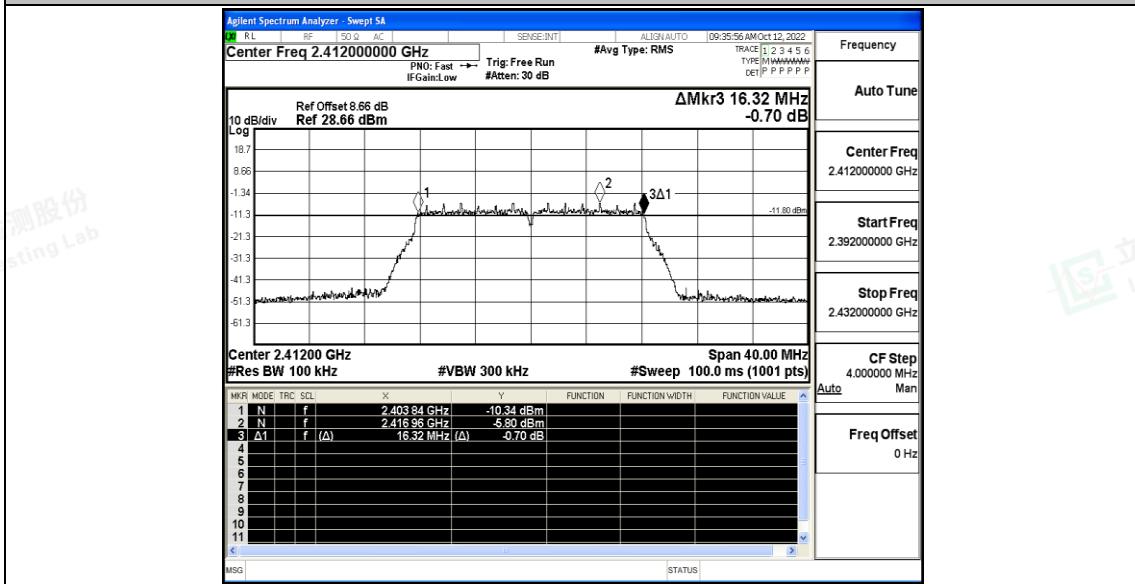 Agilent Spectrum Analyzer - Swept SA
RL RF 50 Ω AC SENSE:INT ALIGN AUTO 09:35:56 AM Oct 12, 2022
Center Freq 2.412000000 GHz
#Avg Type: RMS
TRACE 1 2 3 4 5 6
PNO: Fast Trig: Free Run
TYPE M WWWWW
IFGain:Low #Atten: 30 dB
DET P P P P P P
Frequency
Auto Tune
Center Freq
2.412000000 GHz
Start Freq
2.392000000 GHz
Stop Freq
2.432000000 GHz
CF Step
4.000000 MHz
Auto Man
Freq Offset
0 Hz
ΔMkr3 16.32 MHz
-0.70 dB
Ref Offset 8.66 dB
10 dB/div Ref 28.66 dBm
Log
18.7
8.66
-1.34
-11.3
-21.3
-31.3
-41.3
-51.3
-61.3
1
2
3Δ1
-11.80 dBm
Center 2.41200 GHz Span 40.00 MHz
#Res BW 100 kHz #VBW 300 kHz #Sweep 100.0 ms (1001 pts)
MKR MODE TRC SCL X Y FUNCTION FUNCTION WIDTH FUNCTION VALUE
1 N f 2.403 84 GHz -10.34 dBm
2 N f 2.416 96 GHz -5.80 dBm
3 Δ1 f (Δ) 16.32 MHz (Δ) -0.70 dB
4
5
6
7
8
9
10
11
MSG STATUS
测股份
sting Lab
立
LCS